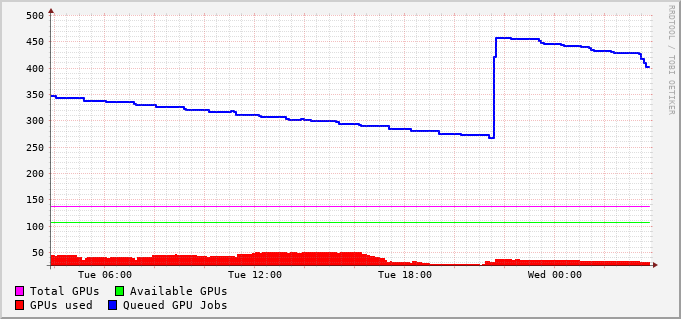 500
450
400
350
300
250
200
150
100
50
Tue 06:00 Tue 12:00 Tue 18:00 Wed 00:00
Total GPUs Available GPUs
GPUs used Queued GPU Jobs
RRDTOOL / TOBI OETIKER